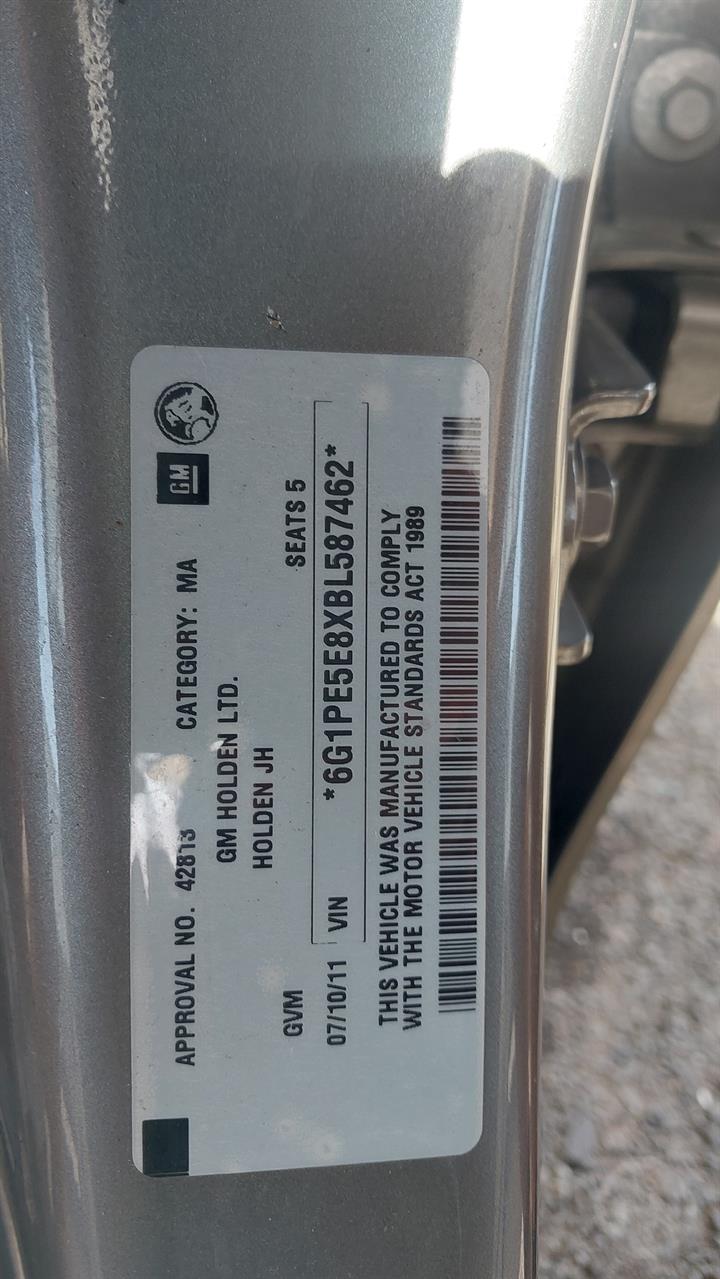 GM
APPROVAL NO. 42813 CATEGORY: MA
GM HOLDEN LTD.
HOLDEN JH
GVM SEATS 5
07/10/11 VIN *6G1PE5E8XBL587462*
THIS VEHICLE WAS MANUFACTURED TO COMPLY
WITH THE MOTOR VEHICLE STANDARDS ACT 1989